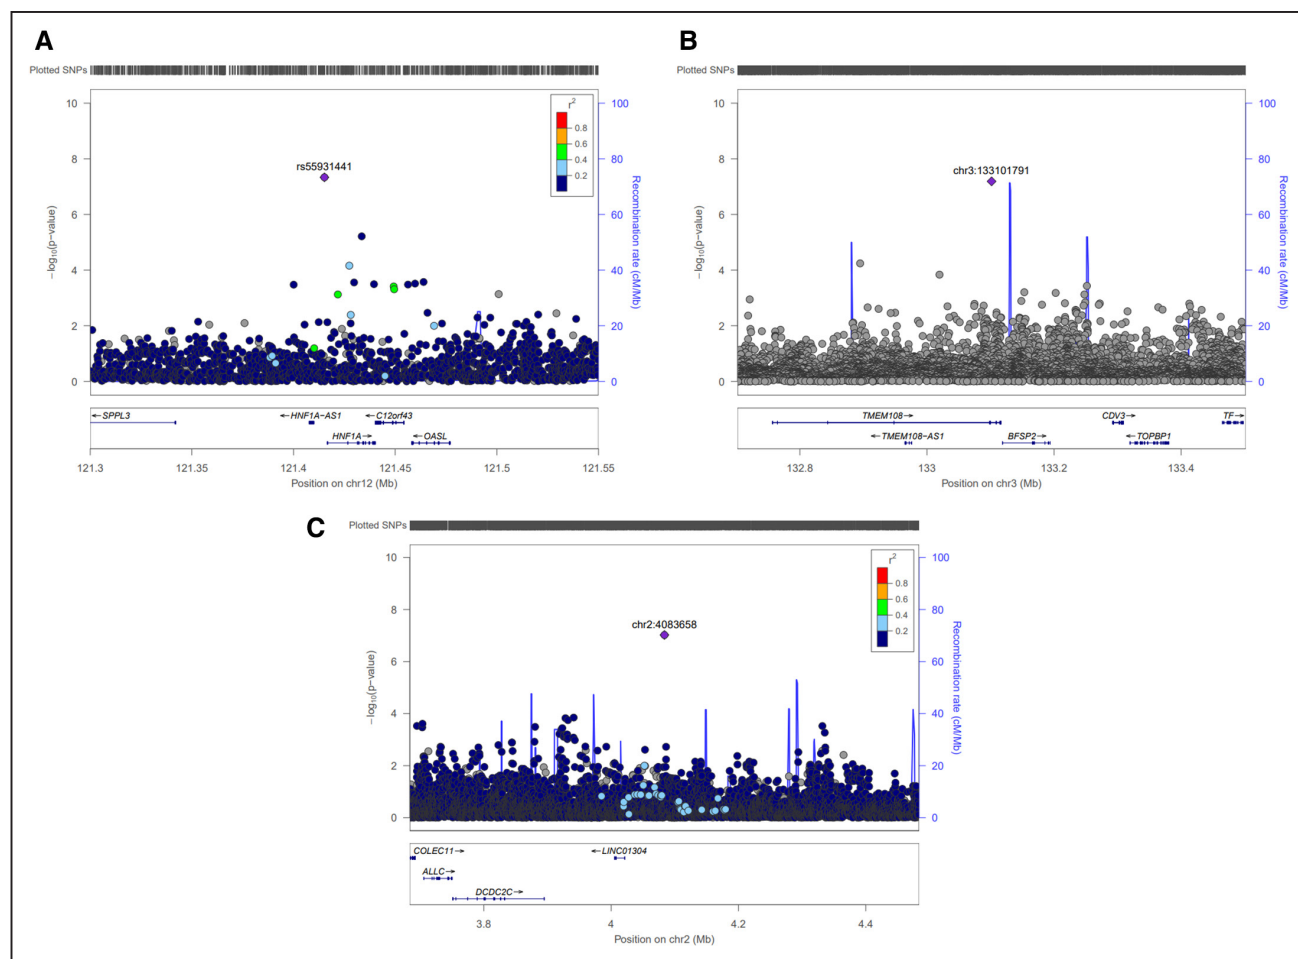 A
Plotted SNPs
10
8
6
4
2
0
−log10(p−value)
100
80
60
40
20
0
Recombination rate (cM/Mb)
r2
0.8
0.6
0.4
0.2
rs55931441
←SPPL3
←HNF1A−AS1
←C12orf43
HNF1A→
←OASL
121.3
121.35
121.4
121.45
121.5
121.55
Position on chr12 (Mb)
B
Plotted SNPs
10
8
6
4
2
0
−log10(p−value)
100
80
60
40
20
0
Recombination rate (cM/Mb)
chr3:133101791
TMEM108→
CDV3→
TF→
←TMEM108−AS1
BFSP2→
←TOPBP1
132.8
133
133.2
133.4
Position on chr3 (Mb)
C
Plotted SNPs
10
8
6
4
2
0
−log10(p−value)
100
80
60
40
20
0
Recombination rate (cM/Mb)
r2
0.8
0.6
0.4
0.2
chr2:4083658
COLEC11→
←LINC01304
ALLC→
DCDC2C→
3.8
4
4.2
4.4
Position on chr2 (Mb)